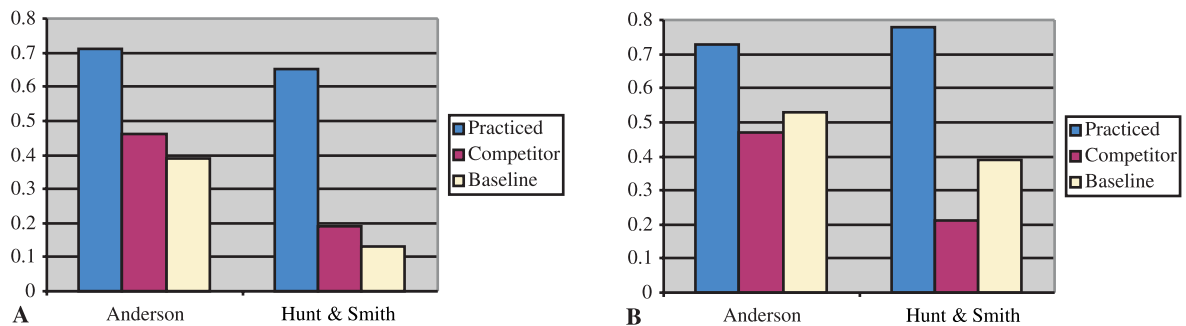 0.8
0.7
0.6
0.5
0.4
0.3
0.2
0.1
0
Anderson
Hunt & Smith
Practiced
Competitor
Baseline
A
0.8
0.7
0.6
0.5
0.4
0.3
0.2
0.1
0
Anderson
Hunt & Smith
Practiced
Competitor
Baseline
B